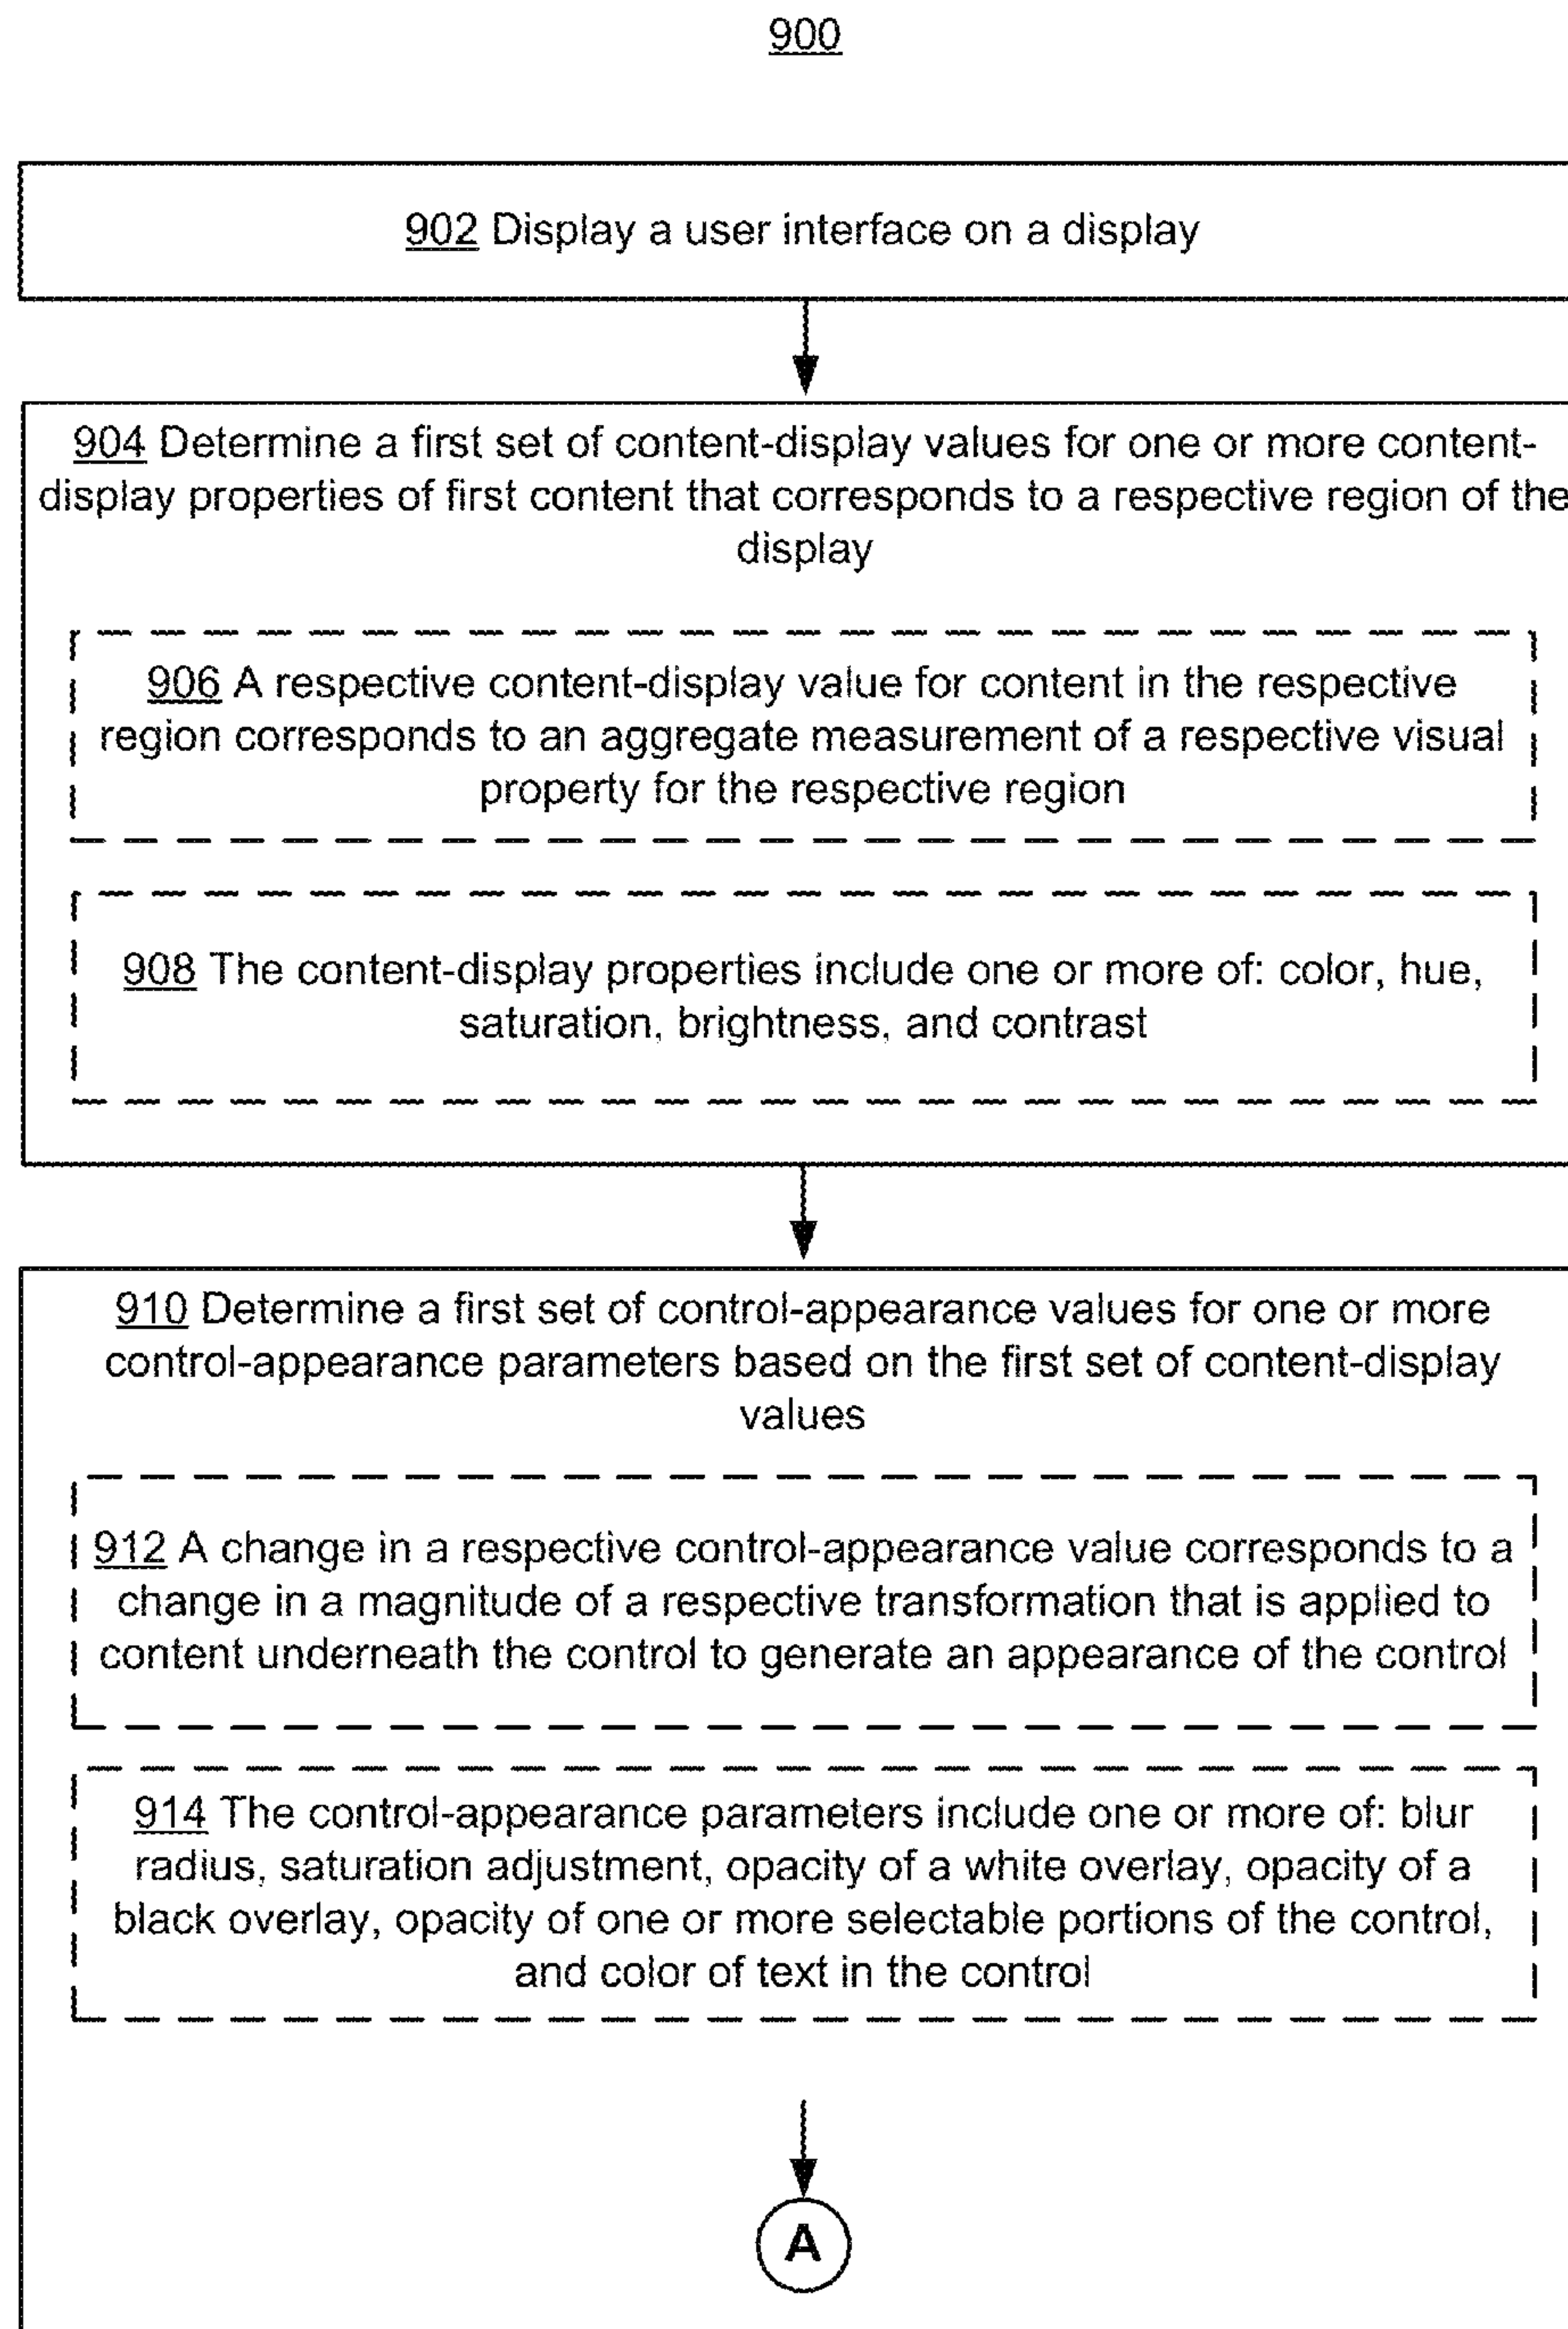 900
902 Display a user interface on a display
904 Determine a first set of content-display values for one or more content-
display properties of first content that corresponds to a respective region of the
display
906 A respective content-display value for content in the respective
region corresponds to an aggregate measurement of a respective visual
property for the respective region
908 The content-display properties include one or more of: color, hue,
saturation, brightness, and contrast
910 Determine a first set of control-appearance values for one or more
control-appearance parameters based on the first set of content-display
values
912 A change in a respective control-appearance value corresponds to a
change in a magnitude of a respective transformation that is applied to
content underneath the control to generate an appearance of the control
914 The control-appearance parameters include one or more of: blur
radius, saturation adjustment, opacity of a white overlay, opacity of a
black overlay, opacity of one or more selectable portions of the control,
and color of text in the control
A